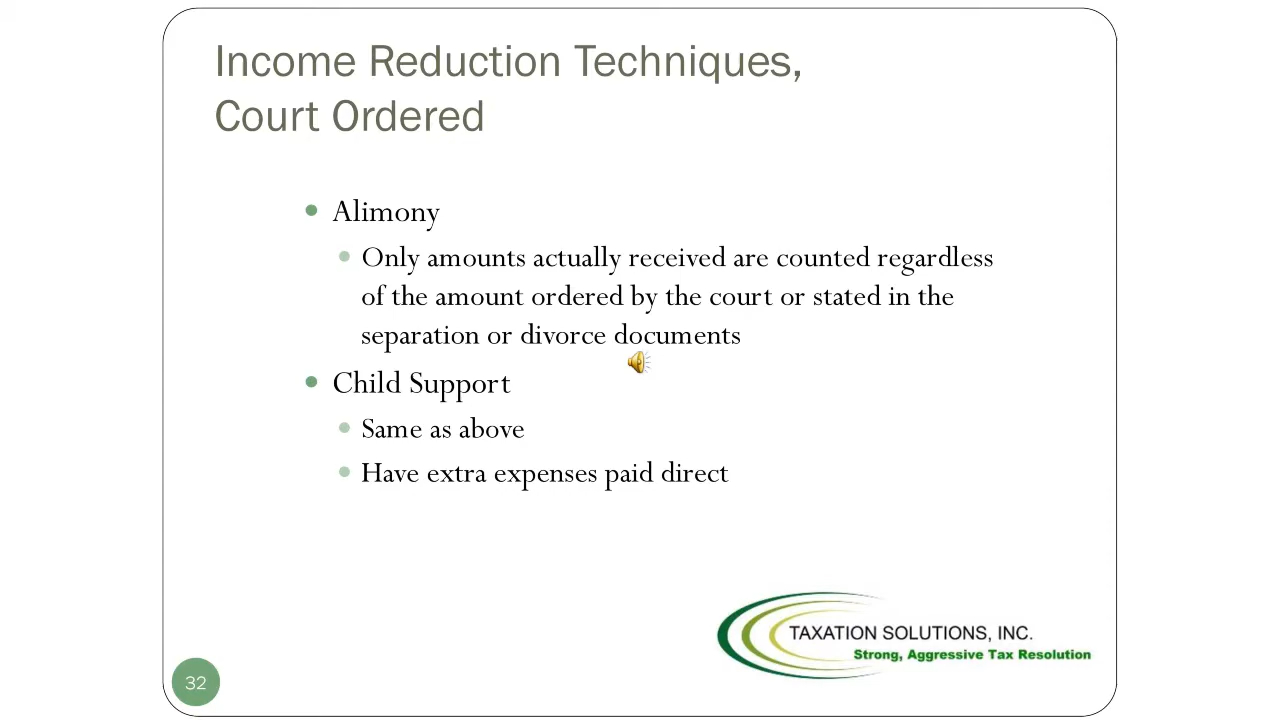 Income Reduction Techniques,
Court Ordered
Alimony
Only amounts actually received are counted regardless
of the amount ordered by the court or stated in the
separation or divorce documents
Child Support
Same as above
Have extra expenses paid direct
TAXATION SOLUTIONS, INC.
Strong, Aggressive Tax Resolution
32